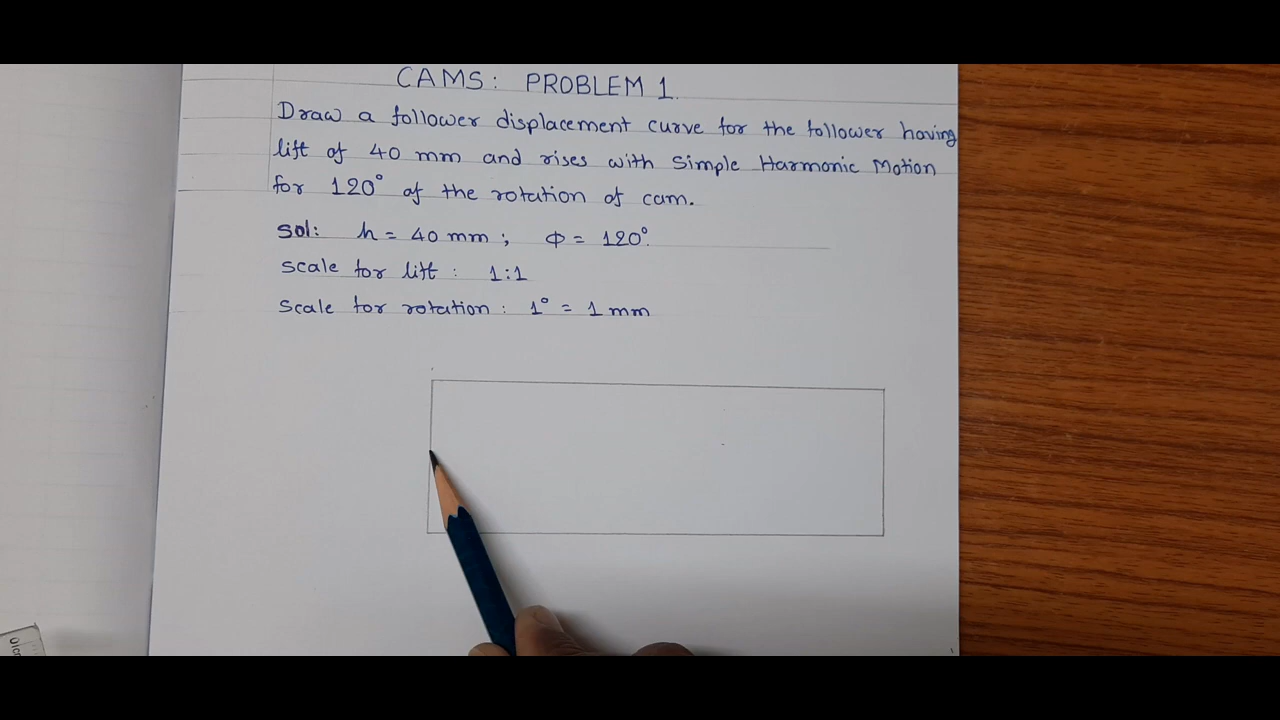 CAMS: PROBLEM 1.
Draw a follower displacement curve for the follower having
lift of 40 mm and rises with Simple Harmonic Motion
for 120° of the rotation of cam.
Sol: h = 40 mm ; Φ = 120°.
Scale for lift : 1:1
Scale for rotation : 1° = 1 mm